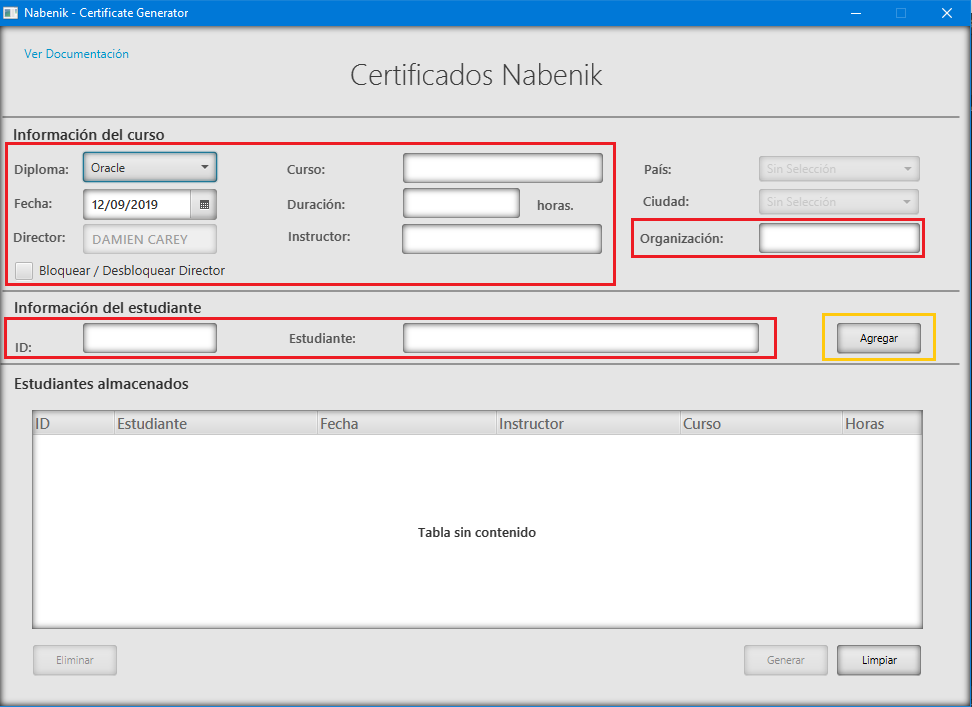 Nabenik - Certificate Generator
Ver Documentación
Certificados Nabenik
Información del curso
Diploma: Oracle Curso: País: Sin Selección
Fecha: 12/09/2019 Duración: horas. Ciudad: Sin Selección
Director: DAMIEN CAREY Instructor: Organización:
Bloquear / Desbloquear Director
Información del estudiante
ID: Estudiante: Agregar
Estudiantes almacenados
ID Estudiante Fecha Instructor Curso Horas
Tabla sin contenido
Eliminar Generar Limpiar